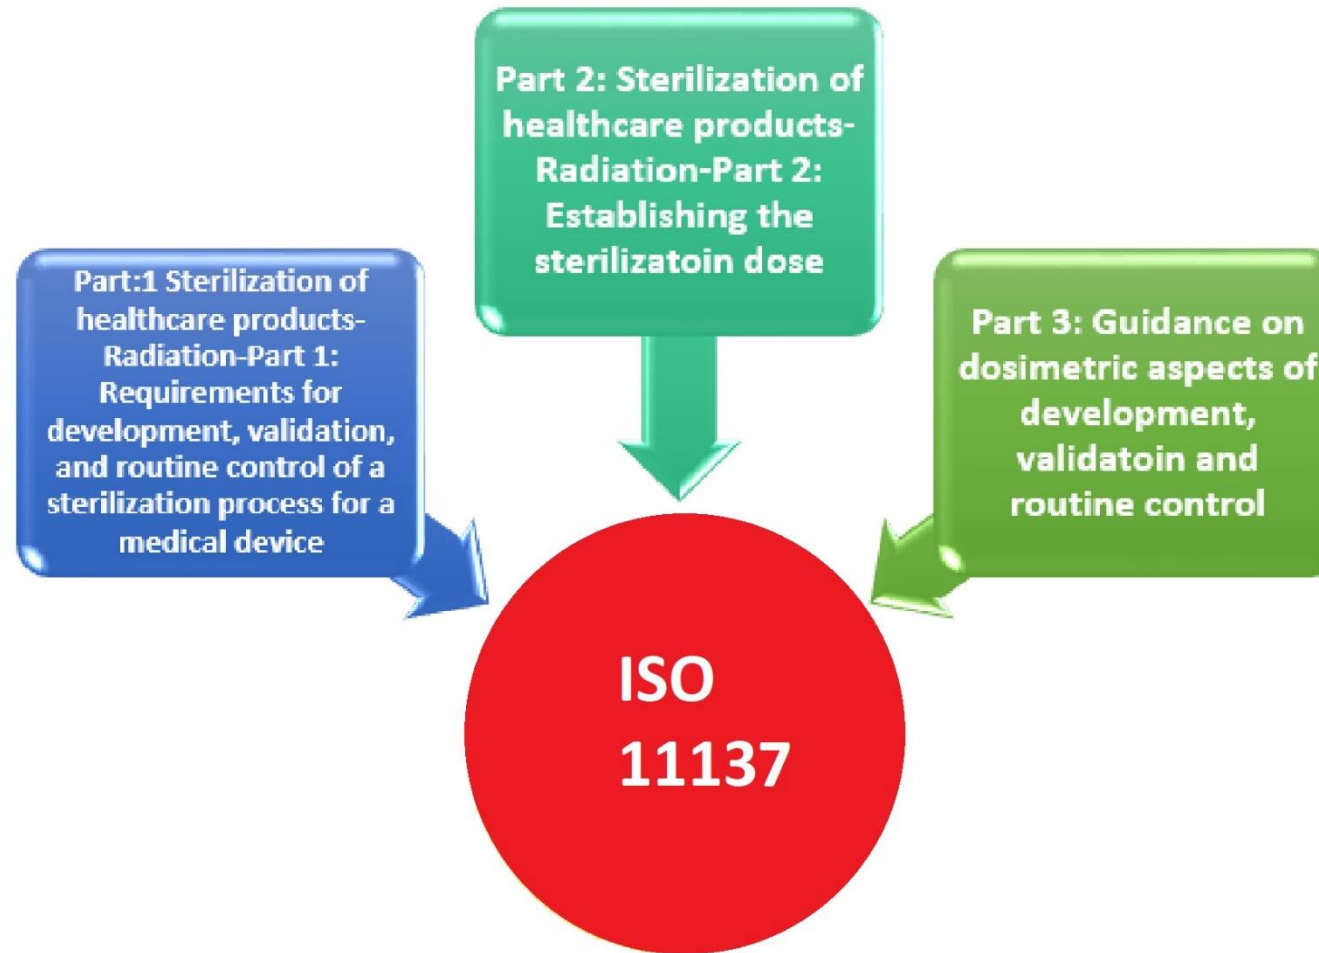 Part:1 Sterilization of
healthcare products-
Radiation-Part 1:
Requirements for
development, validation,
and routine control of a
sterilization process for a
medical device
Part 2: Sterilization of
healthcare products-
Radiation-Part 2:
Establishing the
sterilizatoin dose
Part 3: Guidance on
dosimetric aspects of
development,
validatoin and
routine control
ISO
11137